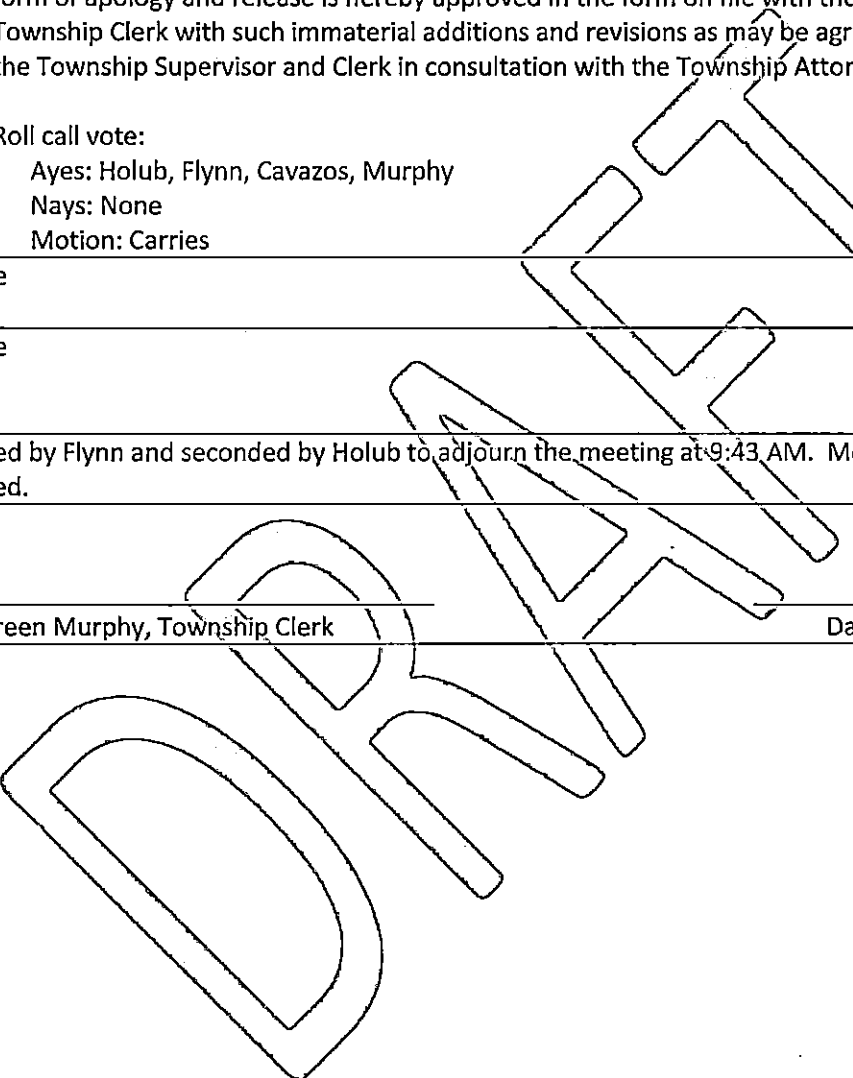 form of apology and release is hereby approved in the form on file with the
Township Clerk with such immaterial additions and revisions as may be agr
the Township Supervisor and Clerk in consultation with the Township Attor
Roll call vote:
Ayes: Holub, Flynn, Cavazos, Murphy
Nays: None
Motion: Carries
e
e
ed by Flynn and seconded by Holub to adjourn the meeting at 9:43 AM. Mo
ed.
reen Murphy, Township Clerk Da
DRAFT